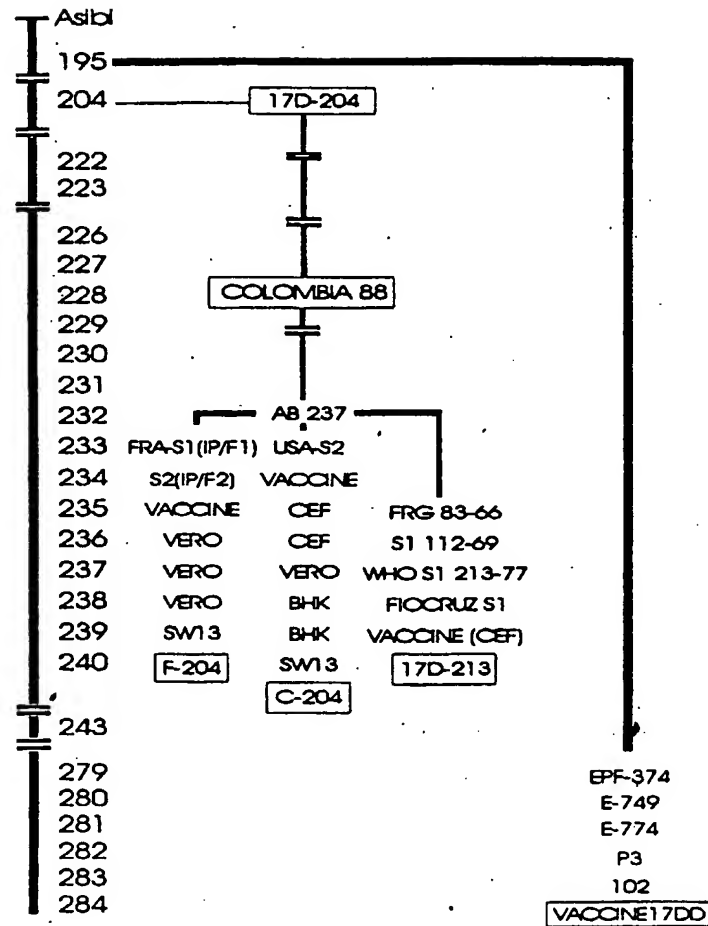 Asibi
195
204 17D-204
222
223
226
227
228 COLOMBIA 88
229
230
231
232 AB 237
233 FRA-S1(IP/F1) USA-S2
234 S2(IP/F2) VACCINE
235 VACCINE CEF FRG 83-66
236 VERO CEF S1 112-69
237 VERO VERO WHO S1 213-77
238 VERO BHK FIOCRUZ S1
239 SW13 BHK VACCINE (CEF)
240 F-204 SW13 17D-213
C-204
243
279 EPF-374
280 E-749
281 E-774
282 P3
283 102
284 VACCINE17DD